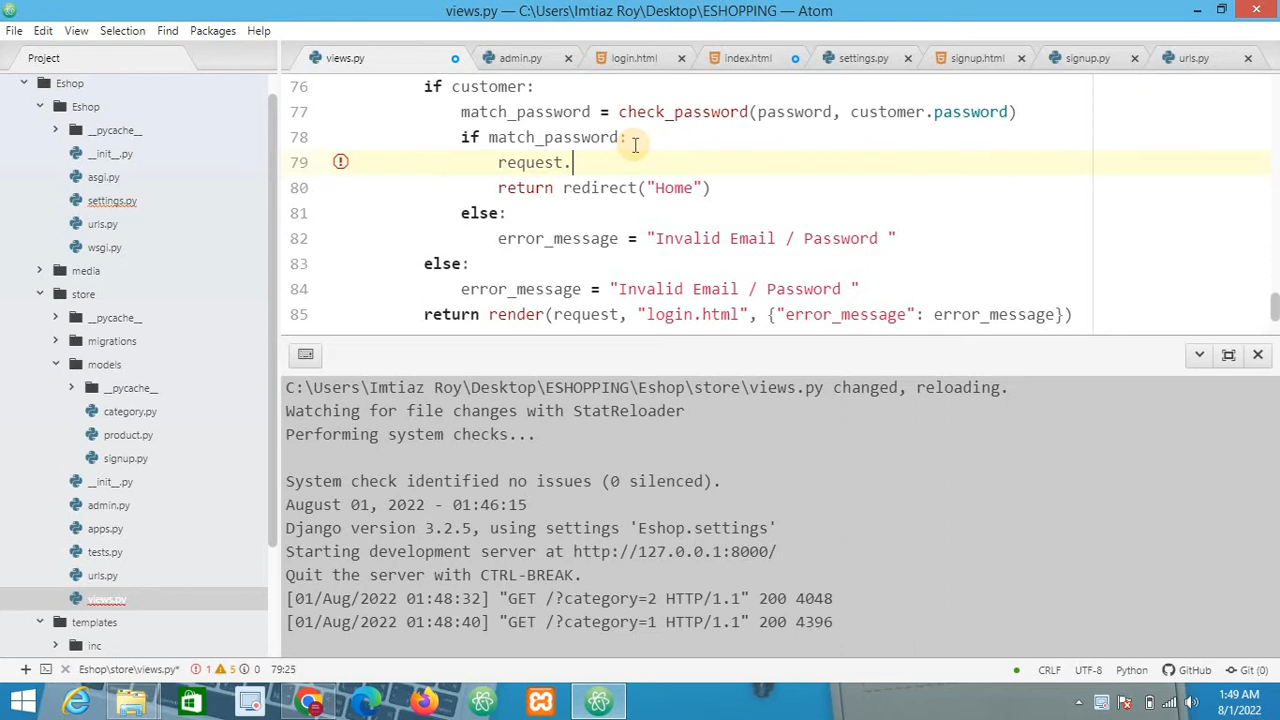 views.py — C:\Users\Imtiaz Roy\Desktop\ESHOPPING — Atom
File Edit View Selection Find Packages Help
Project
views.py admin.py login.html index.html settings.py signup.html signup.py urls.py
Eshop
Eshop
__pycache__
__init__.py
asgi.py
settings.py
urls.py
wsgi.py
media
store
__pycache__
migrations
models
__pycache__
category.py
product.py
signup.py
__init__.py
admin.py
apps.py
tests.py
urls.py
views.py
templates
inc
76 if customer:
77 match_password = check_password(password, customer.password)
78 if match_password:
79 request.
80 return redirect("Home")
81 else:
82 error_message = "Invalid Email / Password "
83 else:
84 error_message = "Invalid Email / Password "
85 return render(request, "login.html", {"error_message": error_message})
C:\Users\Imtiaz Roy\Desktop\ESHOPPING\Eshop\store\views.py changed, reloading.
Watching for file changes with StatReloader
Performing system checks...
System check identified no issues (0 silenced).
August 01, 2022 - 01:46:15
Django version 3.2.5, using settings 'Eshop.settings'
Starting development server at http://127.0.0.1:8000/
Quit the server with CTRL-BREAK.
[01/Aug/2022 01:48:32] "GET /?category=2 HTTP/1.1" 200 4048
[01/Aug/2022 01:48:40] "GET /?category=1 HTTP/1.1" 200 4396
Eshop\store\views.py* 1 5 0 79:25 CRLF UTF-8 Python GitHub Git (0)
1:49 AM
8/1/2022